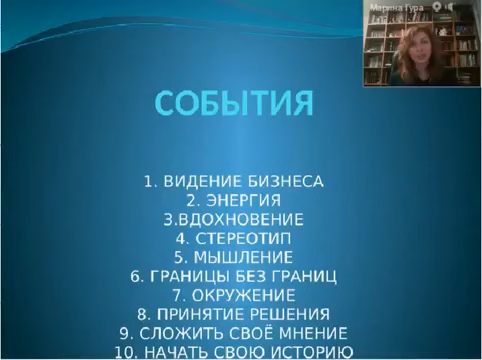 Марина Гура
СОБЫТИЯ
1. ВИДЕНИЕ БИЗНЕСА
2. ЭНЕРГИЯ
3.ВДОХНОВЕНИЕ
4. СТЕРЕОТИП
5. МЫШЛЕНИЕ
6. ГРАНИЦЫ БЕЗ ГРАНИЦ
7. ОКРУЖЕНИЕ
8. ПРИНЯТИЕ РЕШЕНИЯ
9. СЛОЖИТЬ СВОЁ МНЕНИЕ
10. НАЧАТЬ СВОЮ ИСТОРИЮ